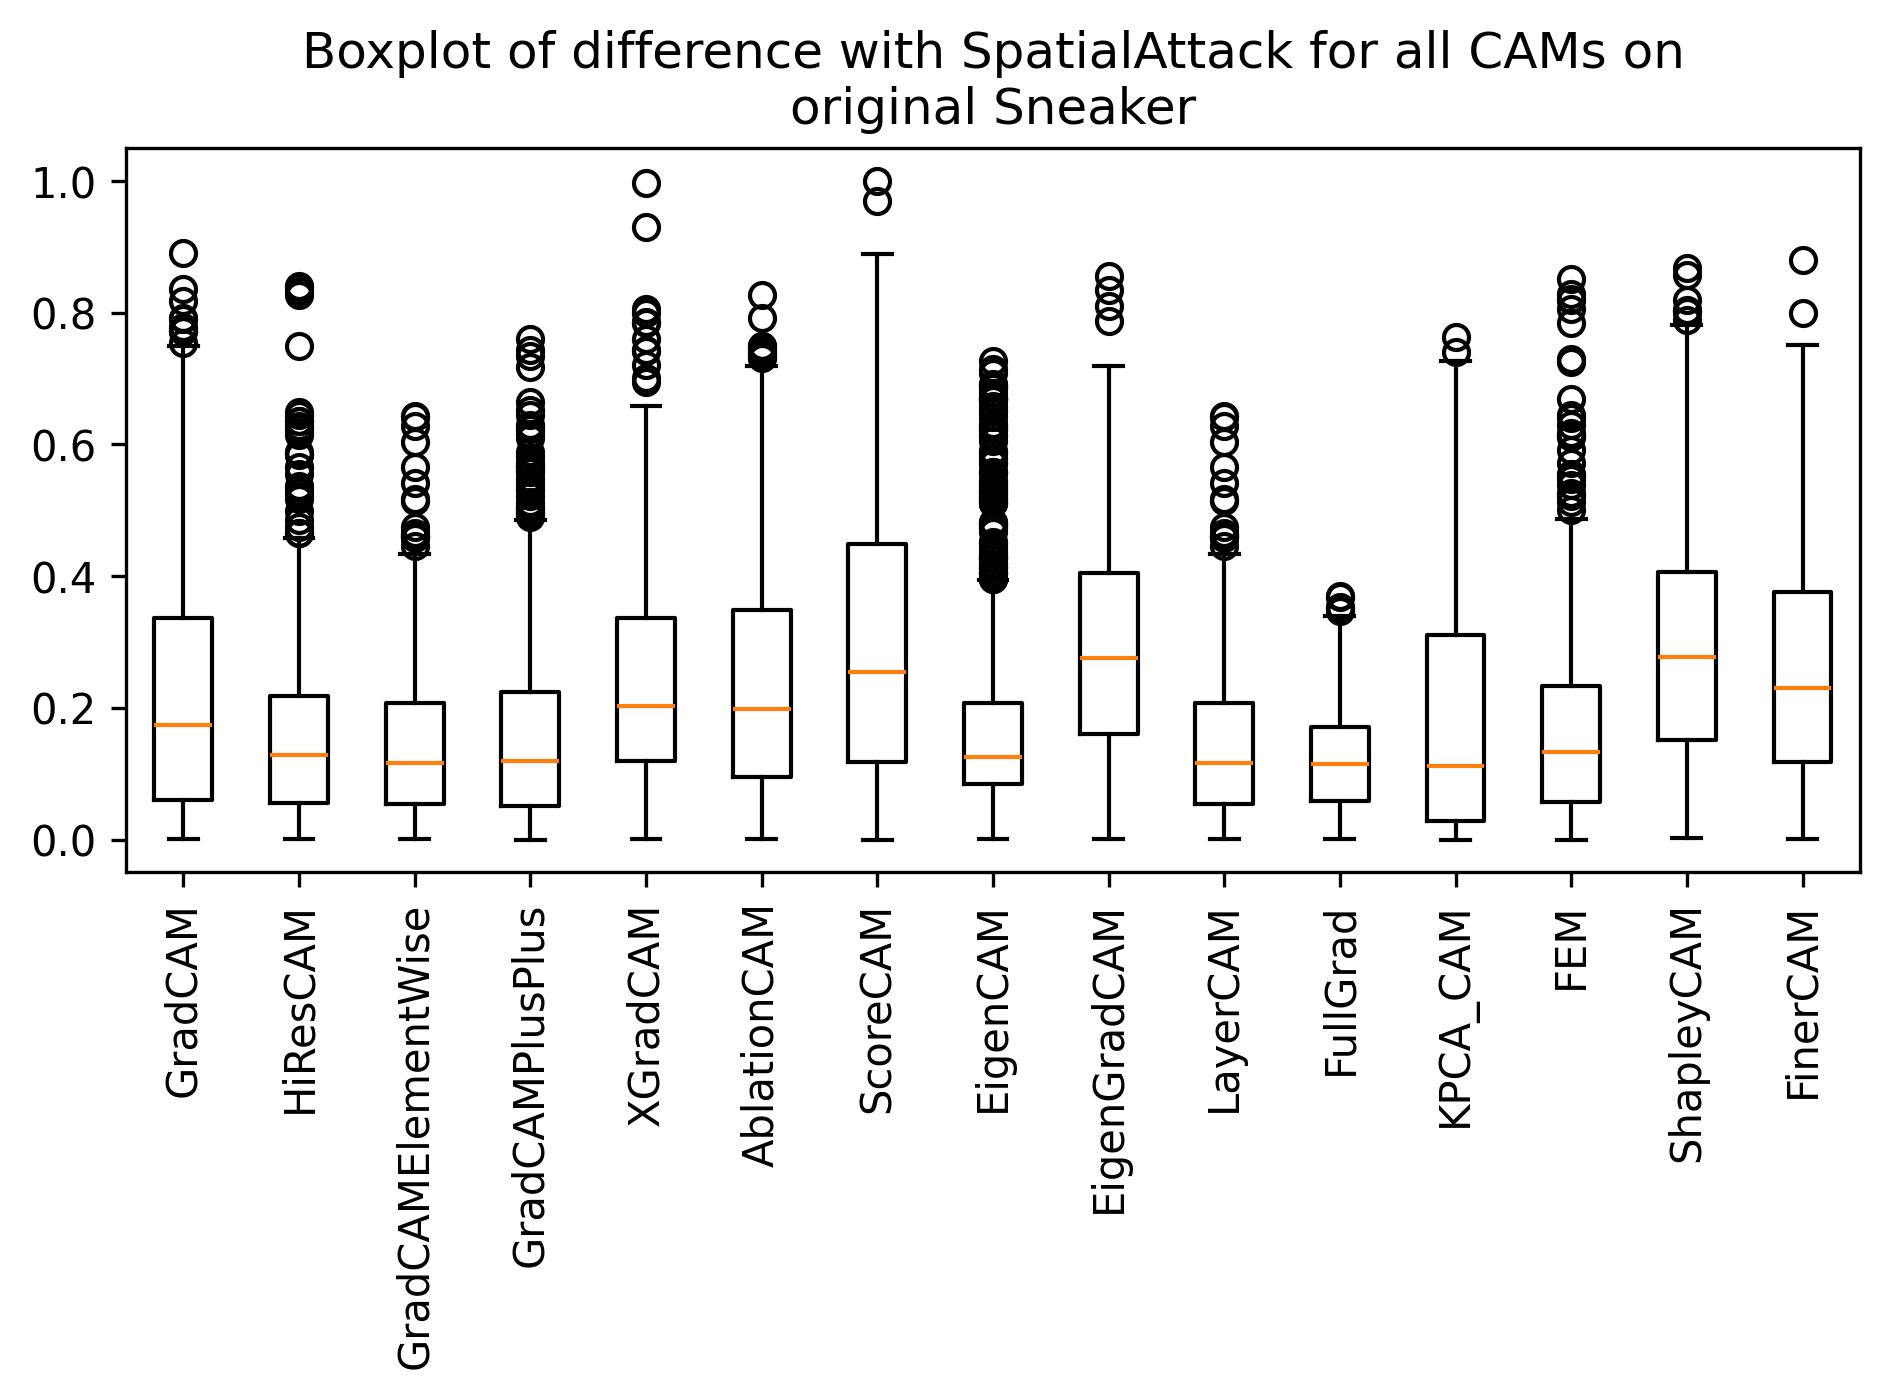 Boxplot of difference with SpatialAttack for all CAMs on
original Sneaker
1.0
0.8
0.6
0.4
0.2
0.0
GradCAM
HiResCAM
GradCAMElementWise
GradCAMPlusPlus
XGradCAM
AblationCAM
ScoreCAM
EigenCAM
EigenGradCAM
LayerCAM
FullGrad
KPCA_CAM
FEM
ShapleyCAM
FinerCAM